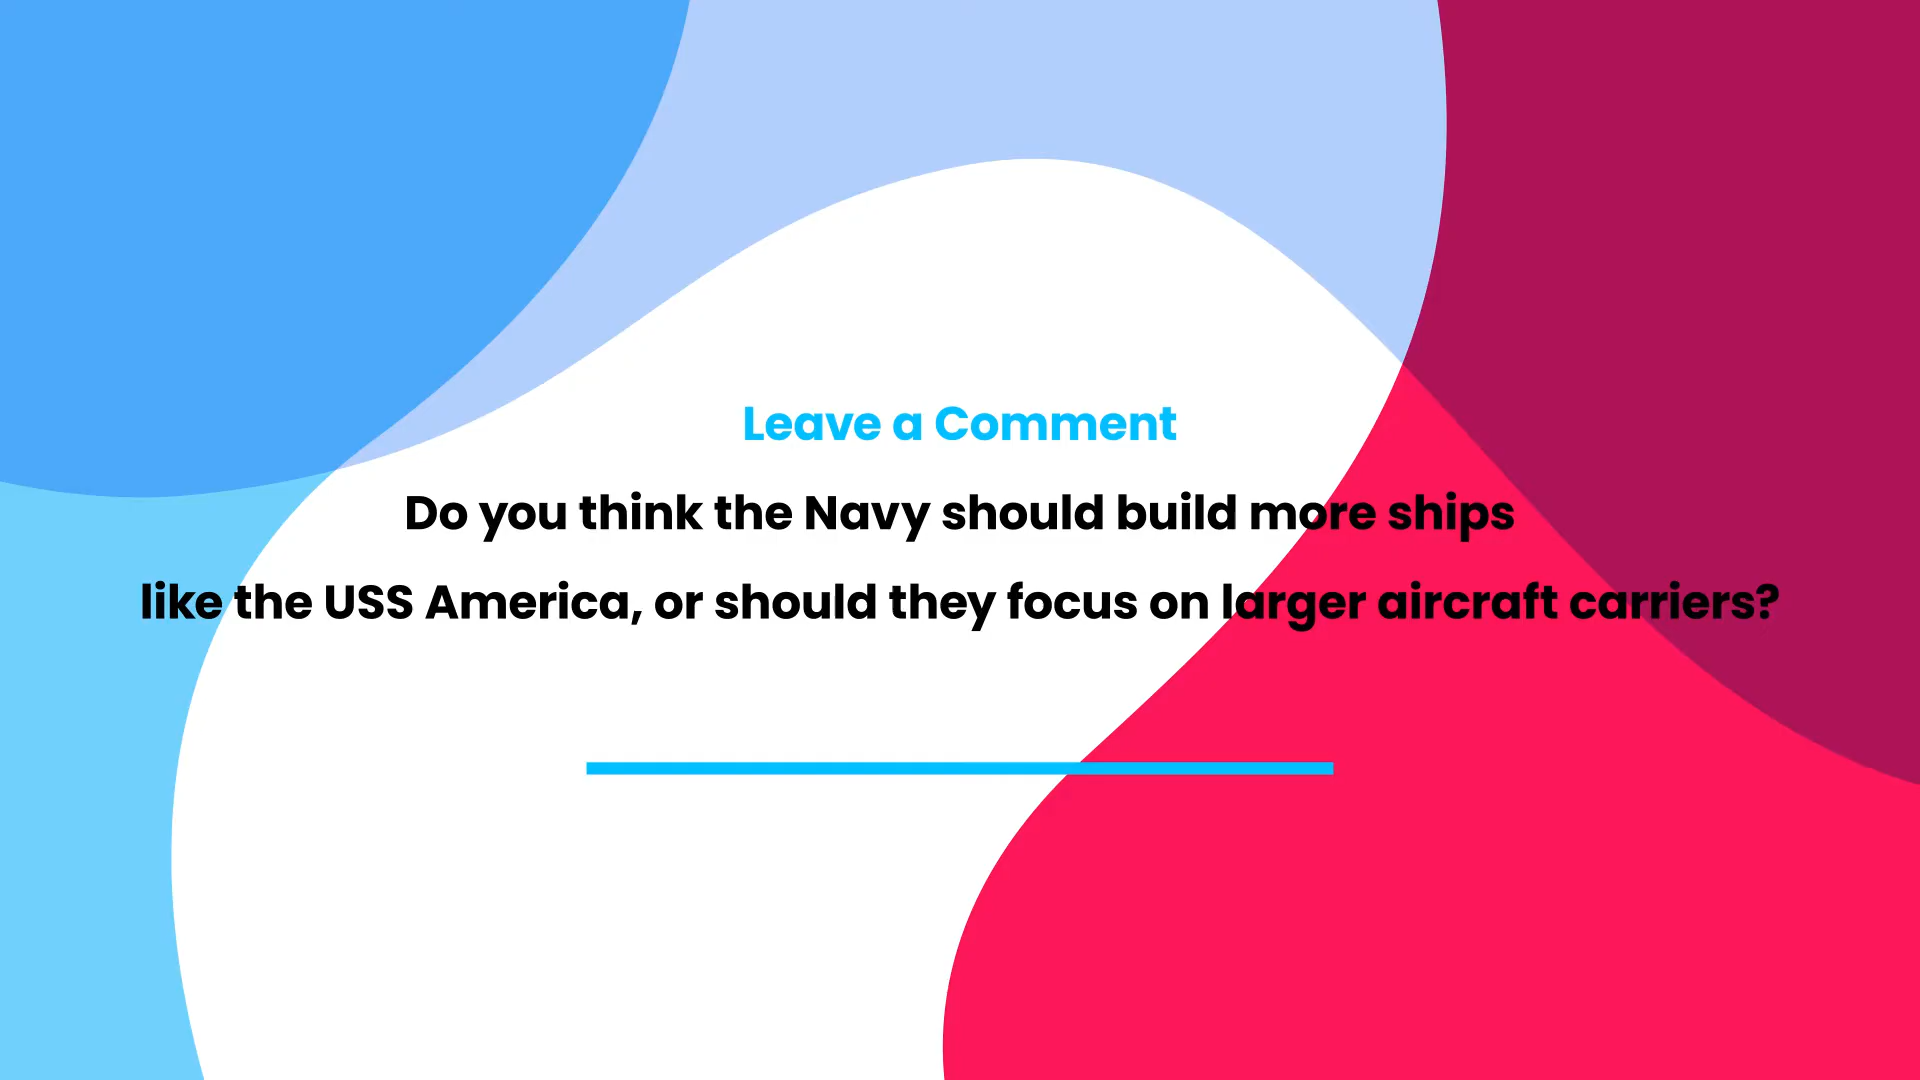 Leave a Comment
Do you think the Navy should build more ships
like the USS America, or should they focus on larger aircraft carriers?